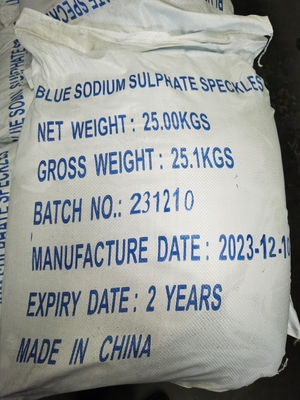 BLUE SODIUM SULPHATE SPECKLES
NET WEIGHT: 25.00KGS
GROSS WEIGHT: 25.1KGS
BATCH NO.: 231210
MANUFACTURE DATE: 2023-12-10
EXPIRY DATE: 2 YEARS
MADE IN CHINA